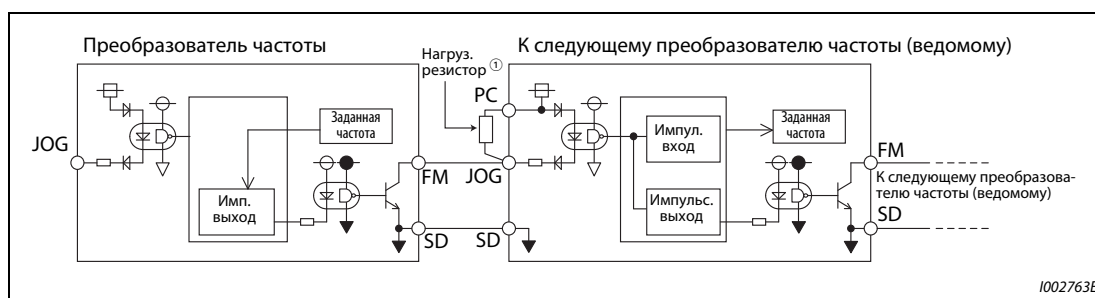 Преобразователь частоты
К следующему преобразователю частоты (ведомому)
Нагруз.
резистор ①
PC
JOG
Заданная
частота
Имп.
выход
FM
SD
JOG
SD
Импул.
вход
Импульс.
выход
Заданная
частота
FM
К следующему преобразова-
телю частоты (ведомому)
SD
I002763E